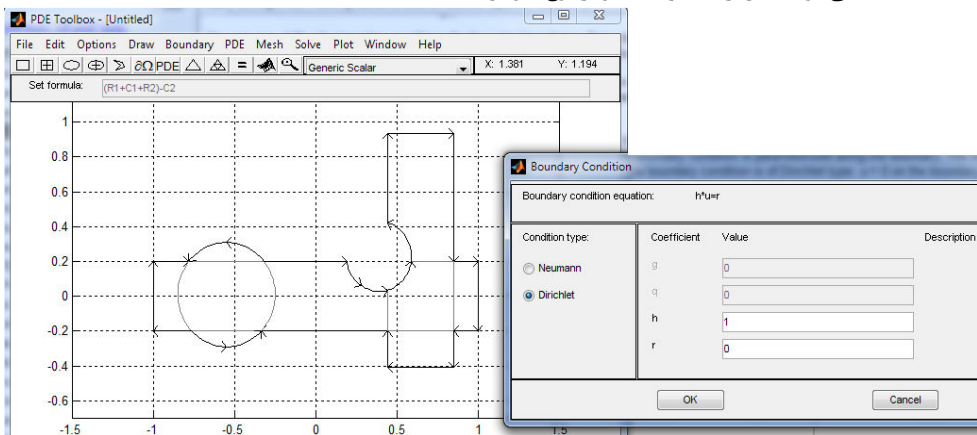 PDE Toolbox - [Untitled]
File Edit Options Draw Boundary PDE Mesh Solve Plot Window Help
∂Ω PDE = Generic Scalar X: 1.381 Y: 1.194
Set formula: (R1+C1+R2)-C2
1
0.8
0.6
0.4
0.2
0
-0.2
-0.4
-0.6
-1.5 -1 -0.5 0 0.5 1 1.5
Boundary Condition
Boundary condition equation: h*u=r
Condition type: Coefficient Value Description
Neumann g 0
Dirichlet q 0
h 1
r 0
OK Cancel